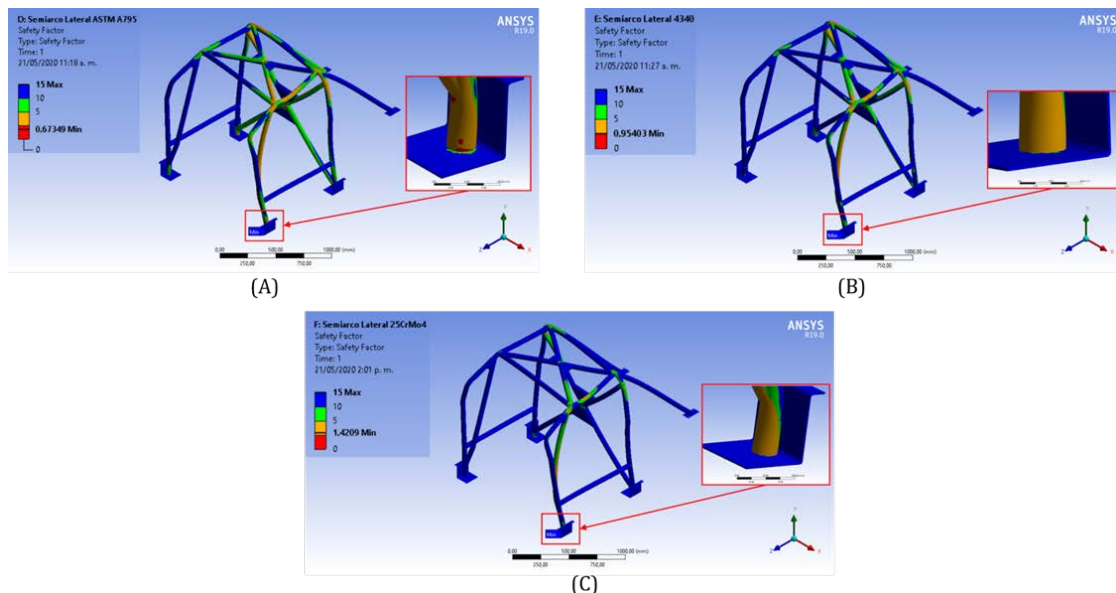 D: Semiarco Lateral ASTM A795
Safety Factor
Type: Safety Factor
Time: 1
21/05/2020 11:18 a. m.
15 Max
10
5
0,67349 Min
0
ANSYS
R19.0
Min
0,00 500,00 1000,00 (mm)
250,00 750,00
Y
Z
X
(A)
E: Semiarco Lateral 4340
Safety Factor
Type: Safety Factor
Time: 1
21/05/2020 11:27 a. m.
15 Max
10
5
0,95403 Min
0
ANSYS
R19.0
Min
0,00 500,00 1000,00 (mm)
250,00 750,00
Y
Z
X
(B)
F: Semiarco Lateral 25CrMo4
Safety Factor
Type: Safety Factor
Time: 1
21/05/2020 2:01 p. m.
15 Max
10
5
1,4209 Min
0
ANSYS
R19.0
Min
0,00 500,00 1000,00 (mm)
250,00 750,00
Y
Z
X
(C)